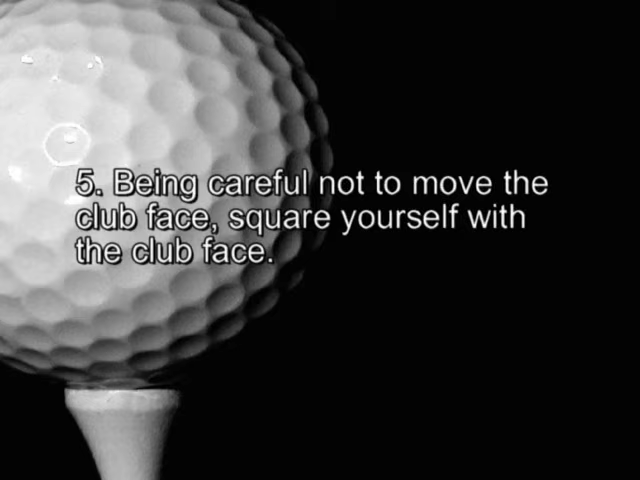 5. Being careful not to move the
club face, square yourself with
the club face.